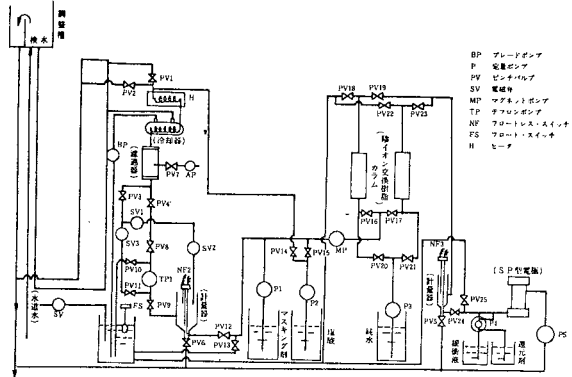 調整槽
検水
PV1
PV2
H
(冷却器)
BP
(濾過器)
PV7
AP
PV3
PV4
SV1
SV3
PV8
SV2
PV10
TP1
NF2
PV11
FS
PV9
(計量器)
PV12
PV13
PV6
(水道水)
SV
P1
マスキング剤
P2
塩酸
PV14
PV15
MP
PV18
PV19
PV22
PV23
(陰イオン交換樹脂)
カラム
PV16
PV17
PV20
PV21
P3
純水
NF3
(計量器)
PV5
PV24
PV25
(SP型電極)
緩衝液
還元剤
BP ブレードポンプ
P 定量ポンプ
PV ピンチバルブ
SV 電磁弁
MP マグネットポンプ
TP テフロンポンプ
NF フロートレス・スイッチ
FS フロート・スイッチ
H ヒータ